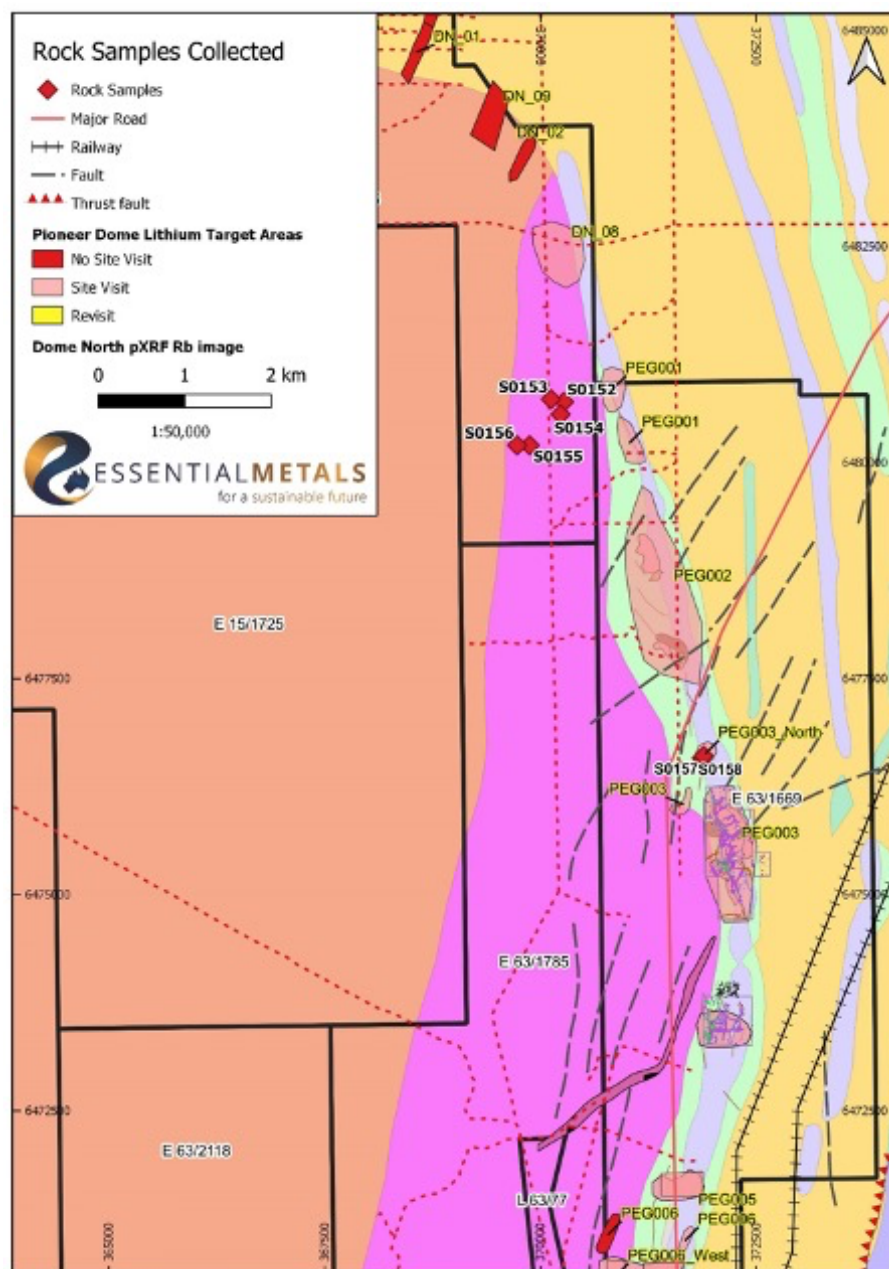 Rock Samples Collected
Rock Samples
Major Road
Railway
Fault
Thrust fault
Pioneer Dome Lithium Target Areas
No Site Visit
Site Visit
Revisit
Dome North pXRF Rb image
0 1 2 km
1:50,000
ESSENTIALMETALS
for a sustainable future
DN_01
DN_09
DN_02
DN_08
372500
6485000
6482500
PEG001
S0153
S0152
S0154
S0156
S0155
PEG001
6480000
PEG002
E 15/1725
6477500
6477500
PEG003_North
S0157
S0158
PEG003
E 63/1669
PEG003
6475000
6475000
E 63/1785
6472500
6472500
E 63/2118
L 63/77
PEG005
PEG006
PEG006
PEG006_West
365000
367500
370000
372500